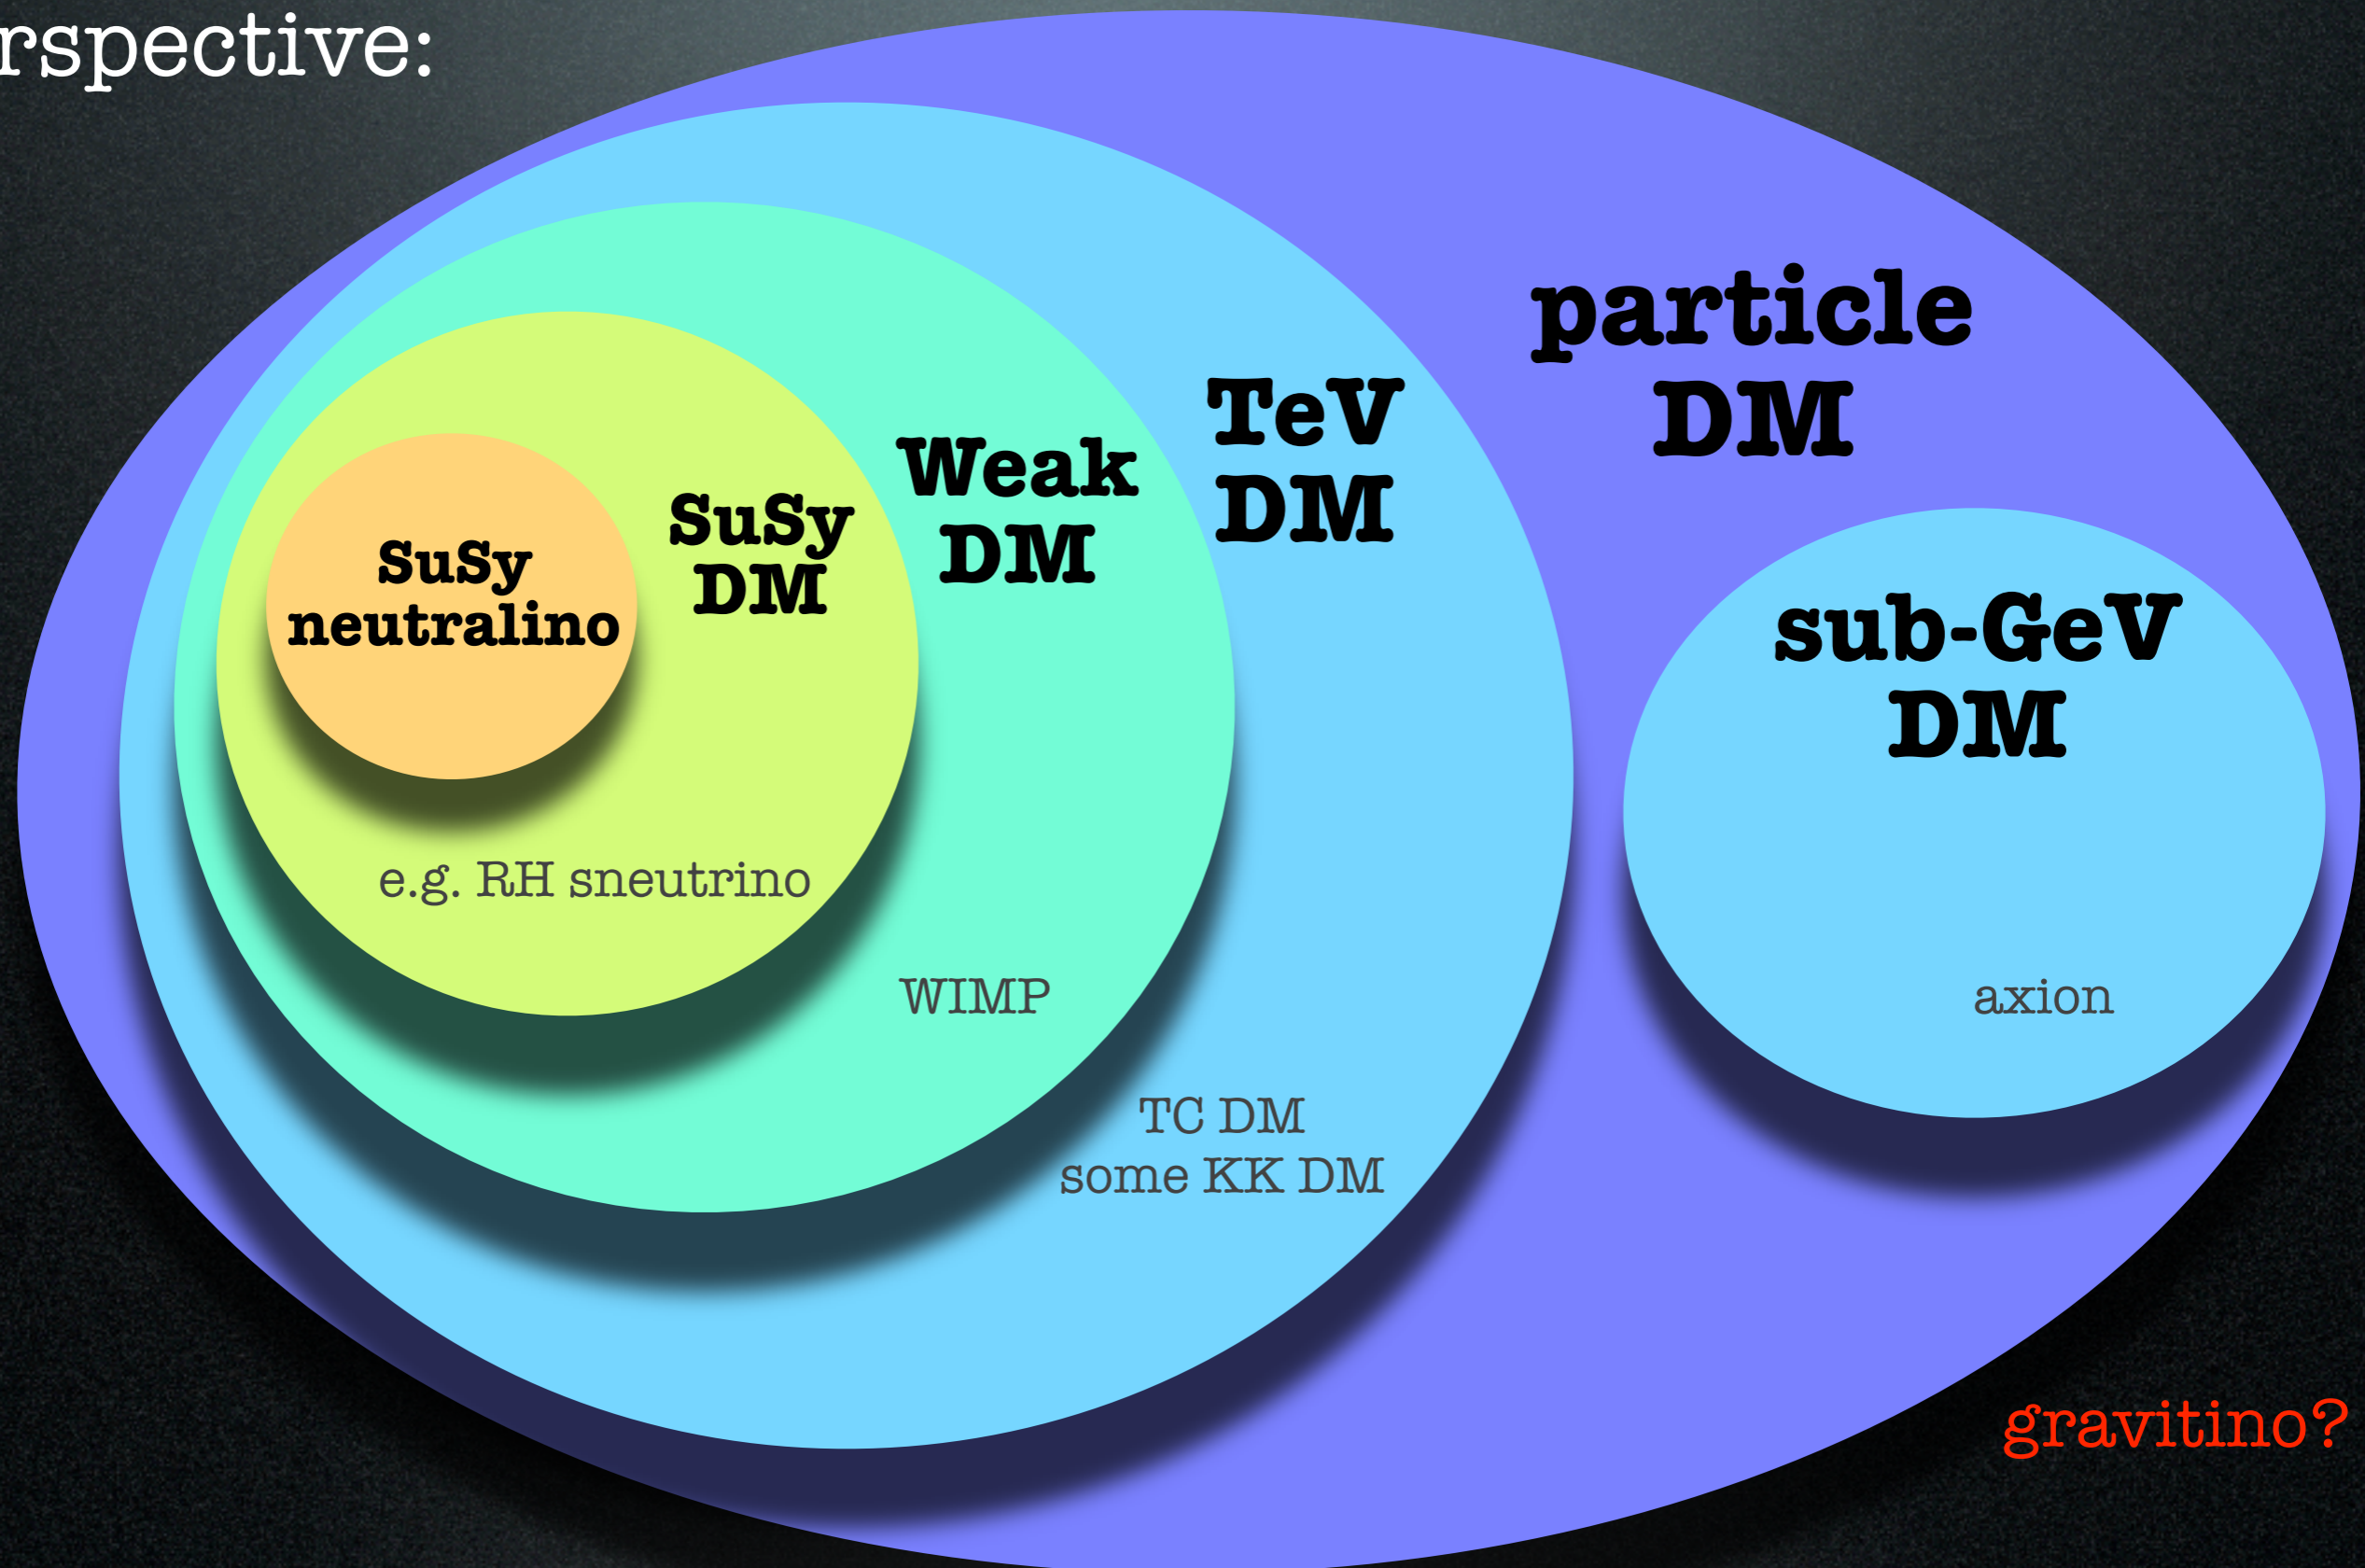 rspective:
particle
DM
TeV
DM
Weak
DM
SuSy
DM
SuSy
neutralino
sub-GeV
DM
e.g. RH sneutrino
WIMP
axion
TC DM
some KK DM
gravitino?